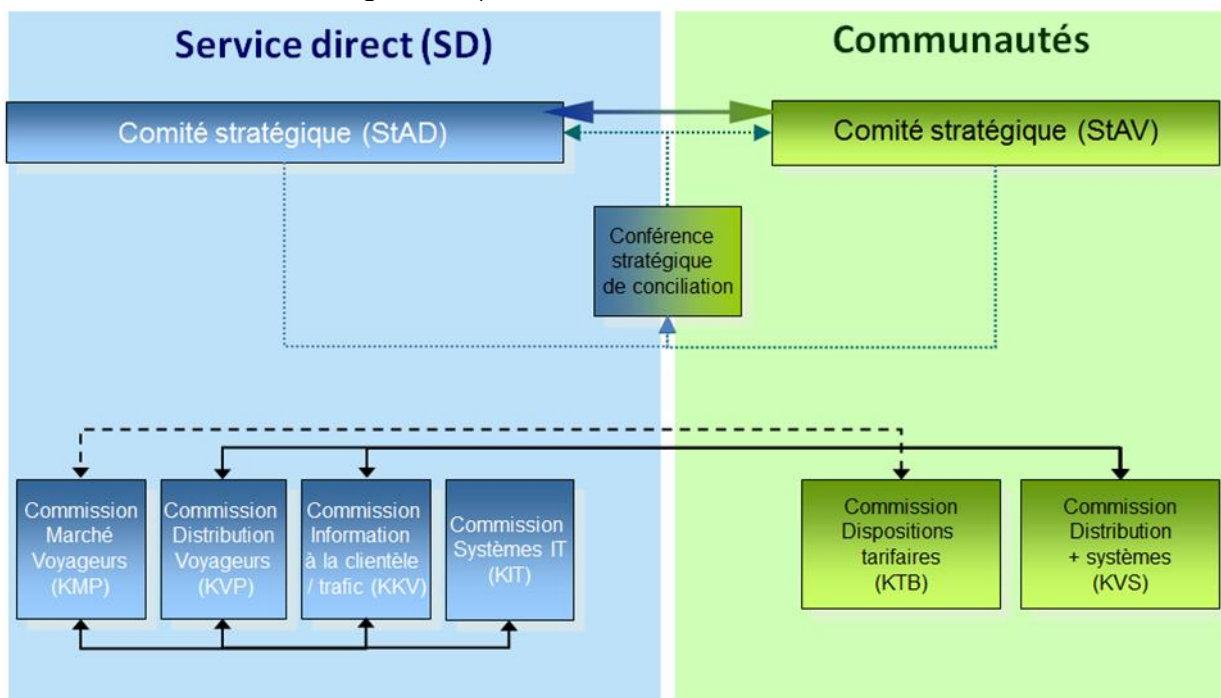 Service direct (SD)
Communautés
Comité stratégique (StAD)
Comité stratégique (StAV)
Conférence
stratégique
de conciliation
Commission
Marché
Voyageurs
(KMP)
Commission
Distribution
Voyageurs
(KVP)
Commission
Information
à la clientèle
/ trafic (KKV)
Commission
Systèmes IT
(KIT)
Commission
Dispositions
tarifaires
(KTB)
Commission
Distribution
+ systèmes
(KVS)